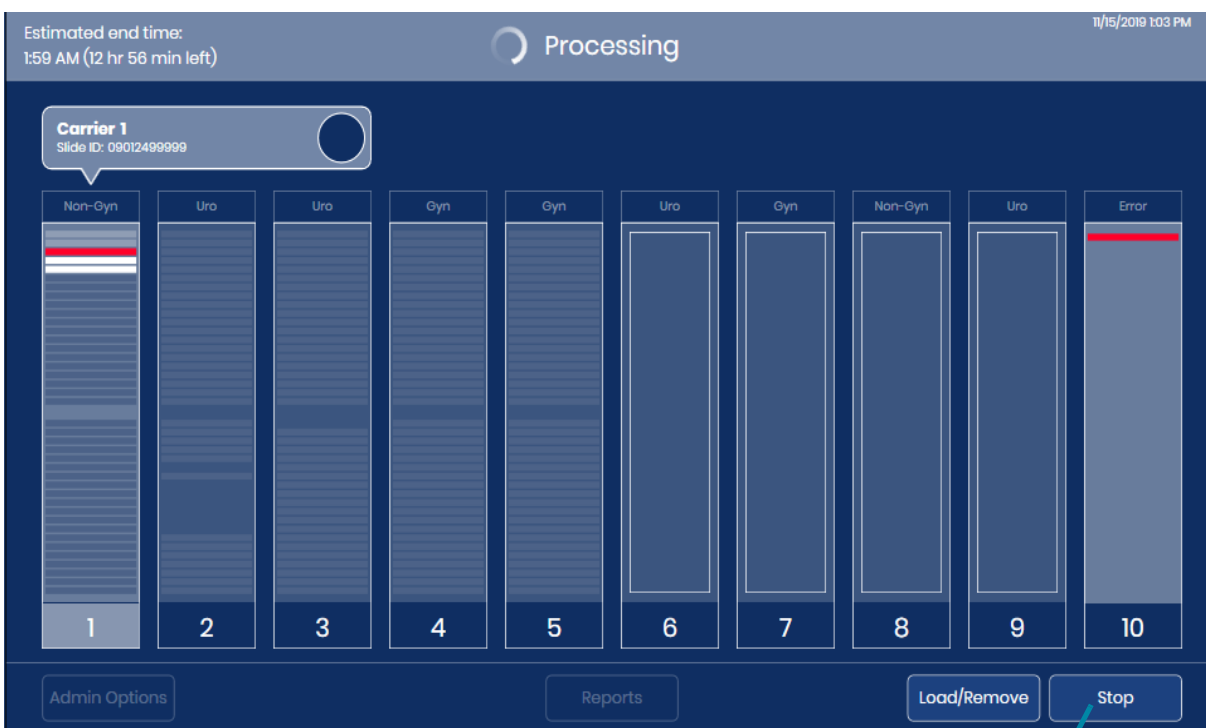 Estimated end time:
1:59 AM (12 hr 56 min left)
Processing
11/15/2019 1:03 PM
Carrier 1
Slide ID: 09012499999
Non-Gyn
Uro
Uro
Gyn
Gyn
Uro
Gyn
Non-Gyn
Uro
Error
1
2
3
4
5
6
7
8
9
10
Admin Options
Reports
Load/Remove
Stop